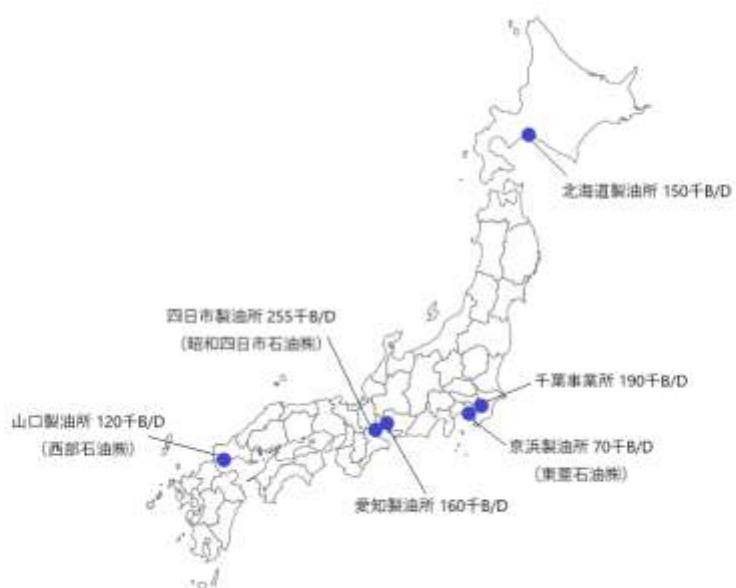 北海道製油所 150千B/D
四日市製油所 255千B/D
（昭和四日市石油㈱）
千葉事業所 190千B/D
山口製油所 120千B/D
（西部石油㈱）
京浜製油所 70千B/D
（東亜石油㈱）
愛知製油所 160千B/D